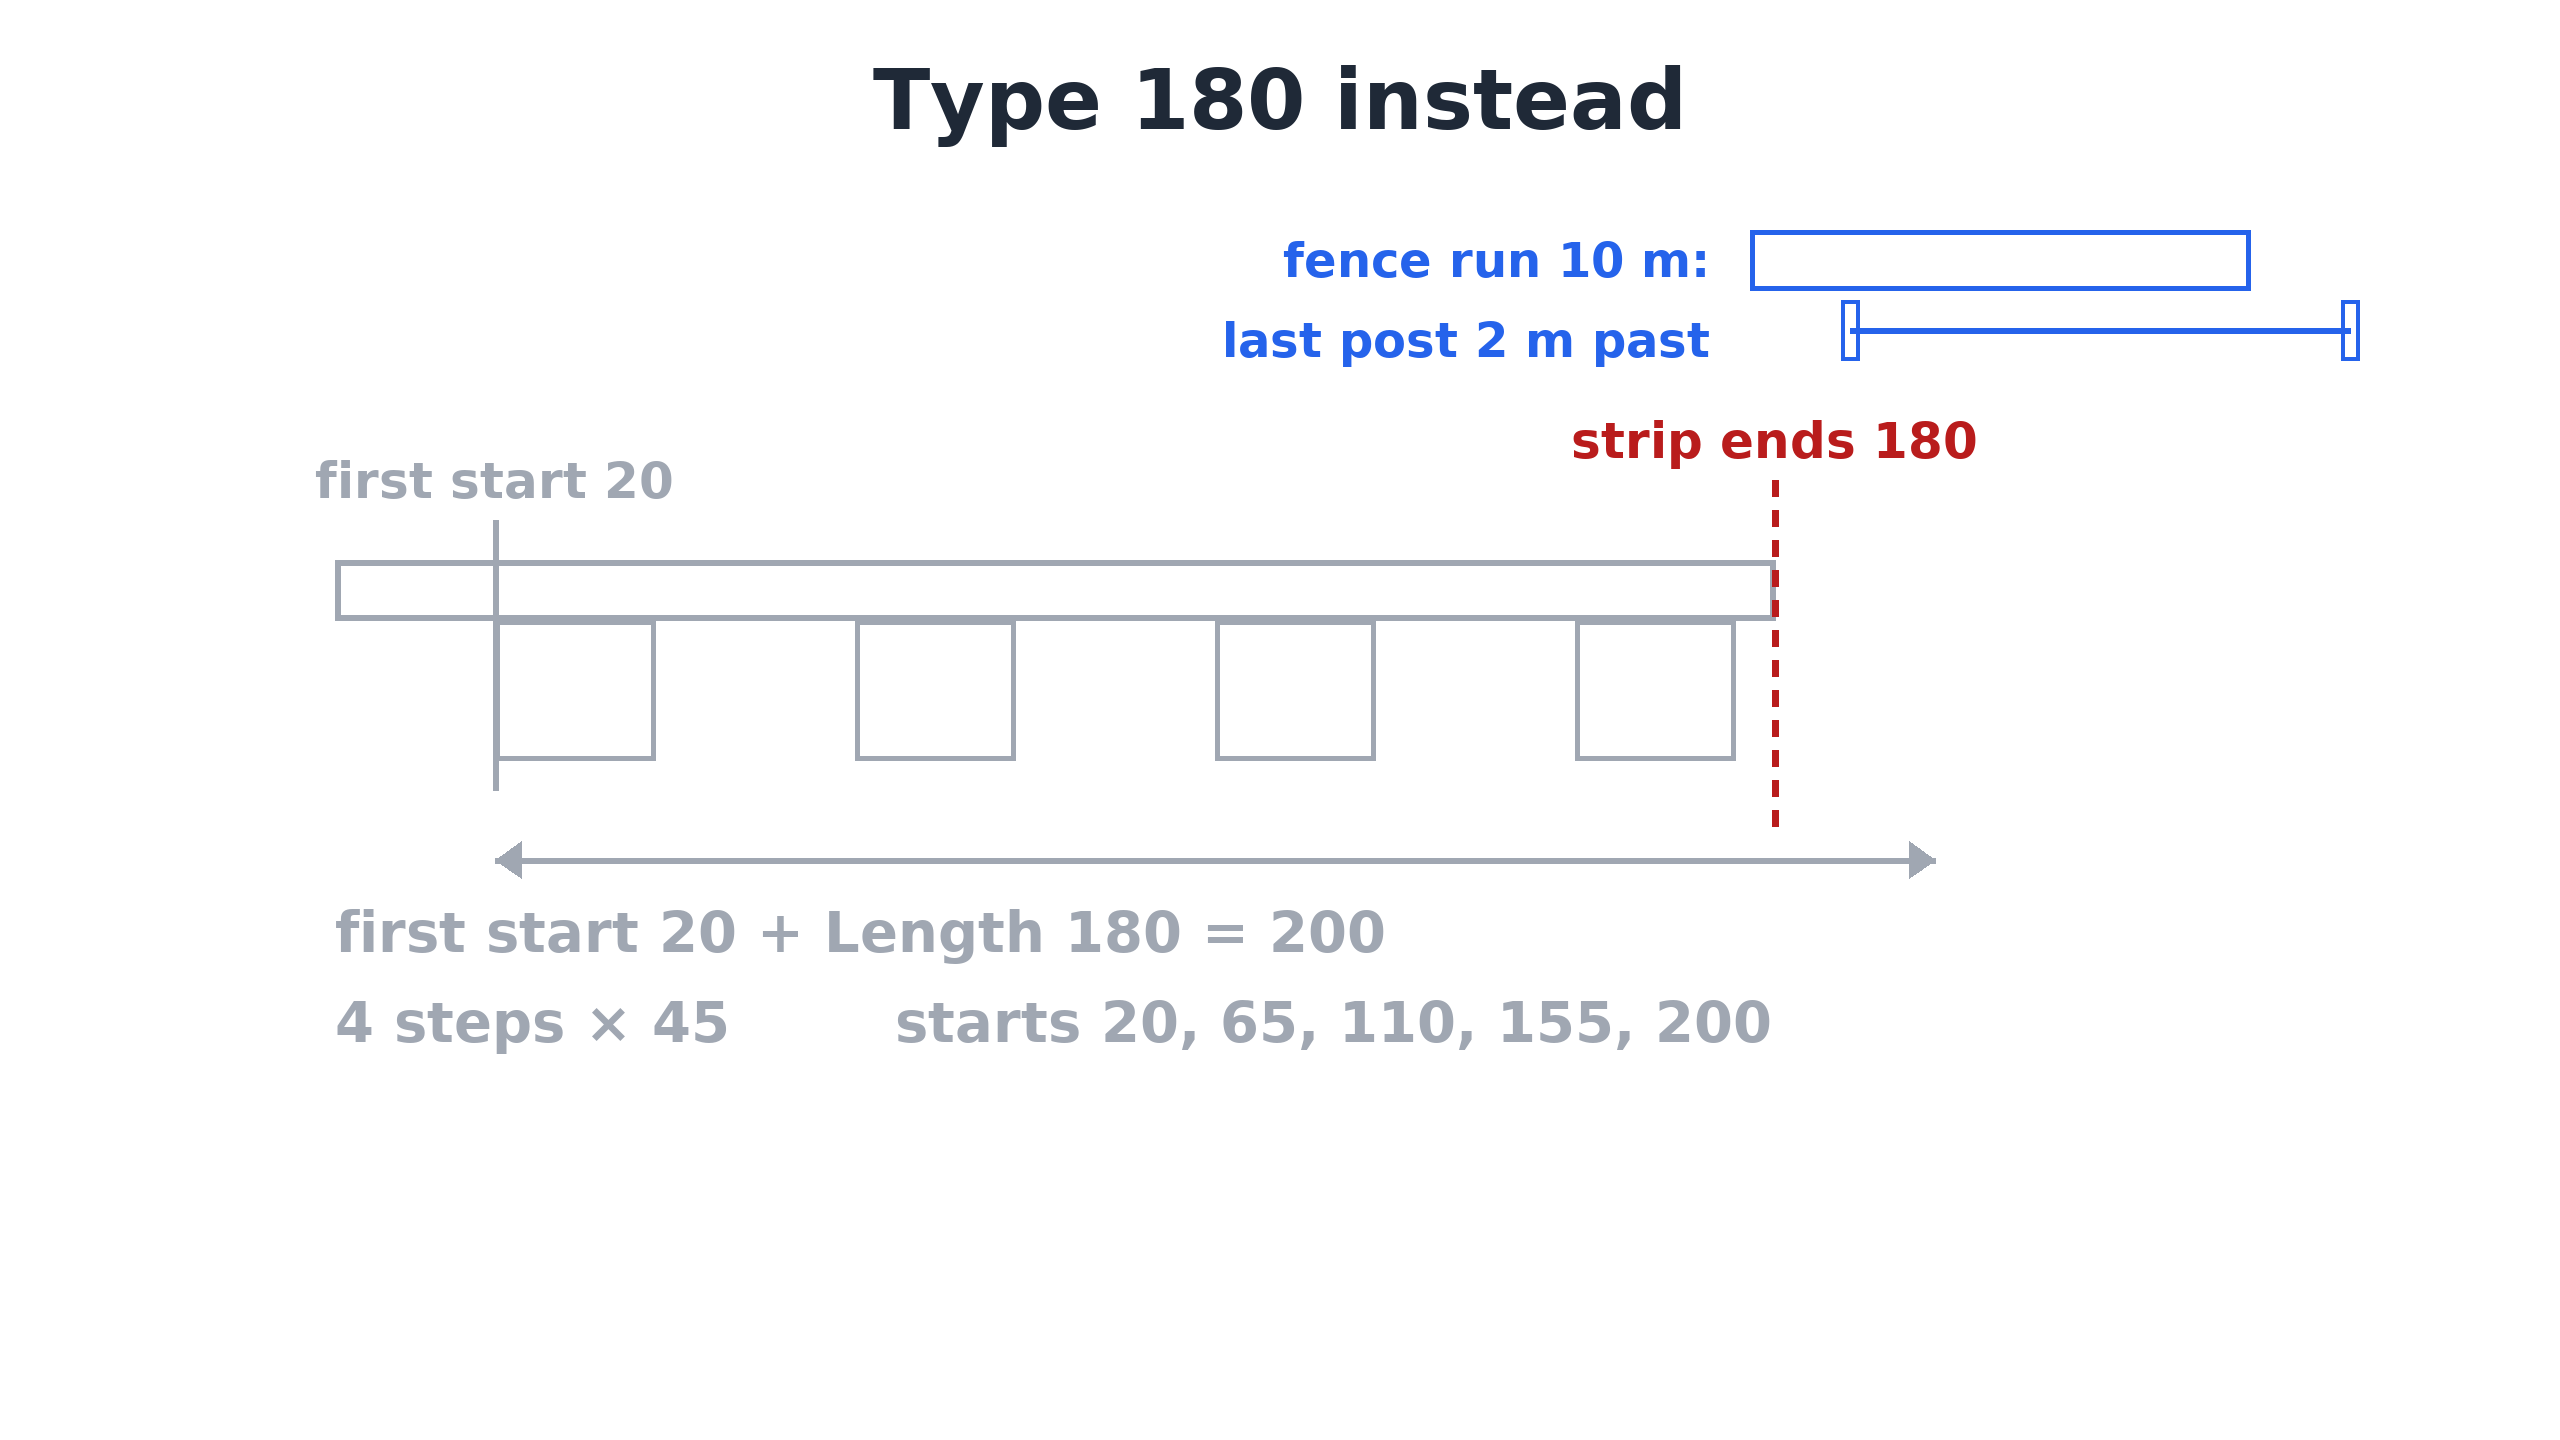 Type 180 instead
fence run 10 m:
last post 2 m past
strip ends 180
first start 20
first start 20 + Length 180 = 200
4 steps × 45
starts 20, 65, 110, 155, 200